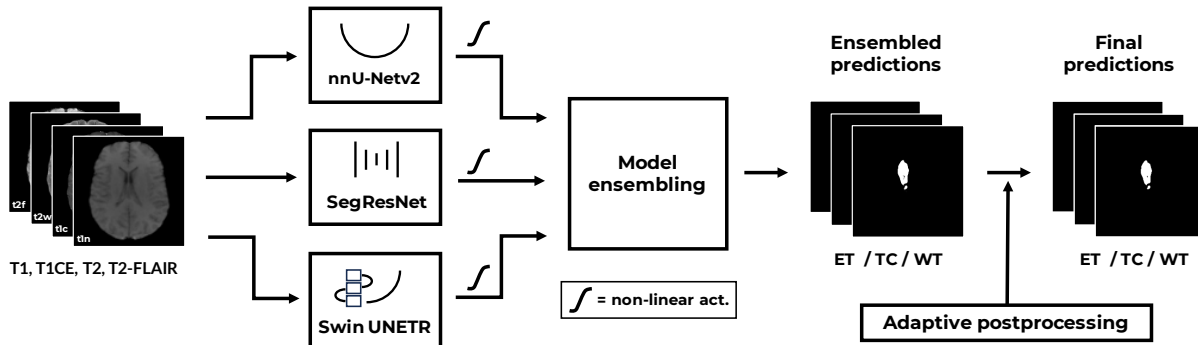 nnU-Netv2
SegResNet
Swin UNETR
t2f
t2w
t1c
t1n
T1, T1CE, T2, T2-FLAIR
Model
ensembling
= non-linear act.
Ensembled
predictions
ET / TC / WT
Final
predictions
ET / TC / WT
Adaptive postprocessing